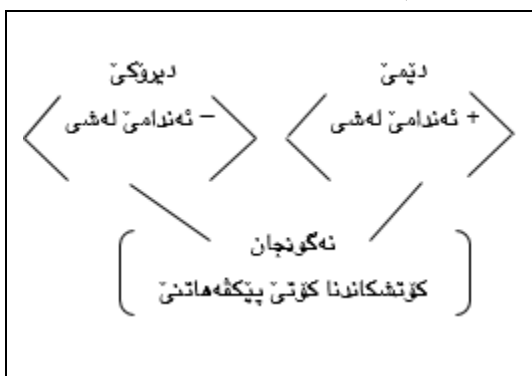 دێمێ
دیرۆکێ
+ ئەندامێ لەشی
– ئەندامێ لەشی
نەگونجان
کۆتشکاندنا کۆتێ پێکڤەهاتنێ